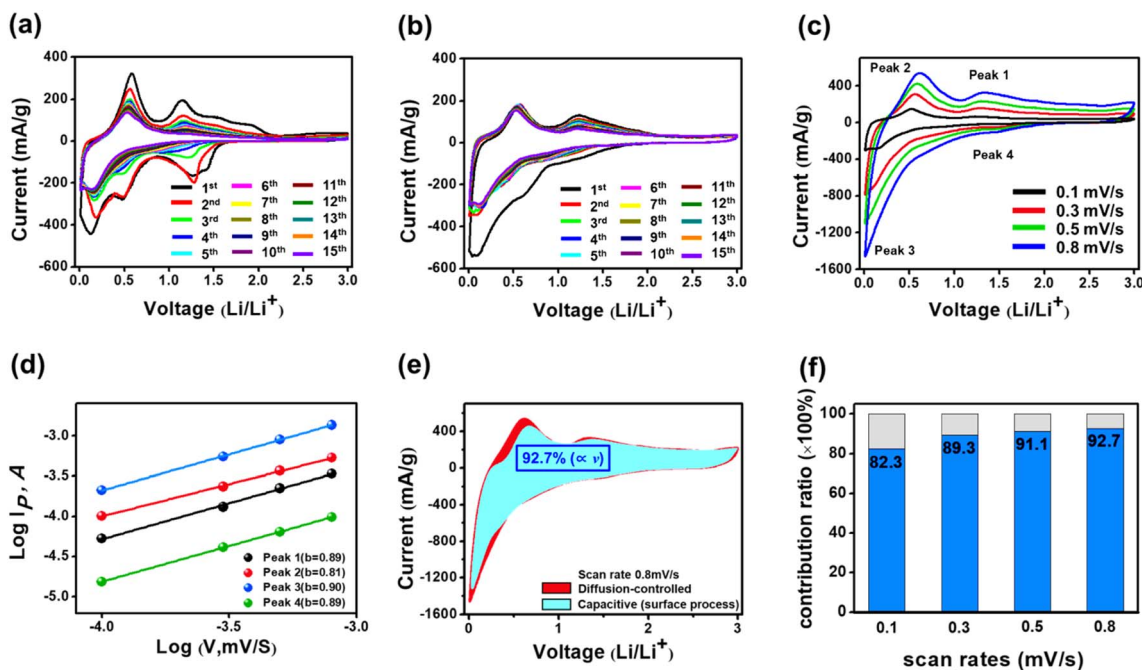 (a)
400
200
0
-200
-400
-600
Current (mA/g)
1st 6th 11th
2nd 7th 12th
3rd 8th 13th
4th 9th 14th
5th 10th 15th
0.0 0.5 1.0 1.5 2.0 2.5 3.0
Voltage (Li/Li+)
(b)
400
200
0
-200
-400
-600
Current (mA/g)
1st 6th 11th
2nd 7th 12th
3rd 8th 13th
4th 9th 14th
5th 10th 15th
0.0 0.5 1.0 1.5 2.0 2.5 3.0
Voltage (Li/Li+)
(c)
800
400
0
-400
-800
-1200
-1600
Current (mA/g)
Peak 2
Peak 1
Peak 4
Peak 3
0.1 mV/s
0.3 mV/s
0.5 mV/s
0.8 mV/s
0.0 0.5 1.0 1.5 2.0 2.5 3.0
Voltage (Li/Li+)
(d)
-3.0
-3.5
-4.0
-4.5
-5.0
Log IP, A
Peak 1(b=0.89)
Peak 2(b=0.81)
Peak 3(b=0.90)
Peak 4(b=0.89)
-4.0 -3.5 -3.0
Log (V,mV/S)
(e)
400
0
-400
-800
-1200
-1600
Current (mA/g)
92.7% (∝ v)
Scan rate 0.8mV/s
Diffusion-controlled
Capacitive (surface process)
0 1 2 3
Voltage (Li/Li+)
(f)
100
80
60
40
20
0
contribution ratio (×100%)
82.3 89.3 91.1 92.7
0.1 0.3 0.5 0.8
scan rates (mV/s)